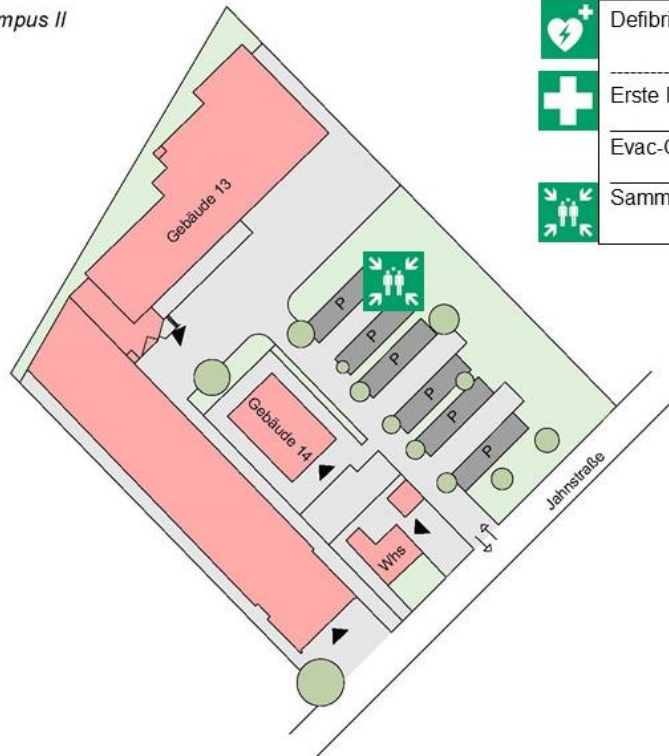 mpus II
Defibri
Erste
Evac-
Samm
Gebäude 13
P
P
P
P
P
P
Gebäude 14
Jahnstraße
Whs